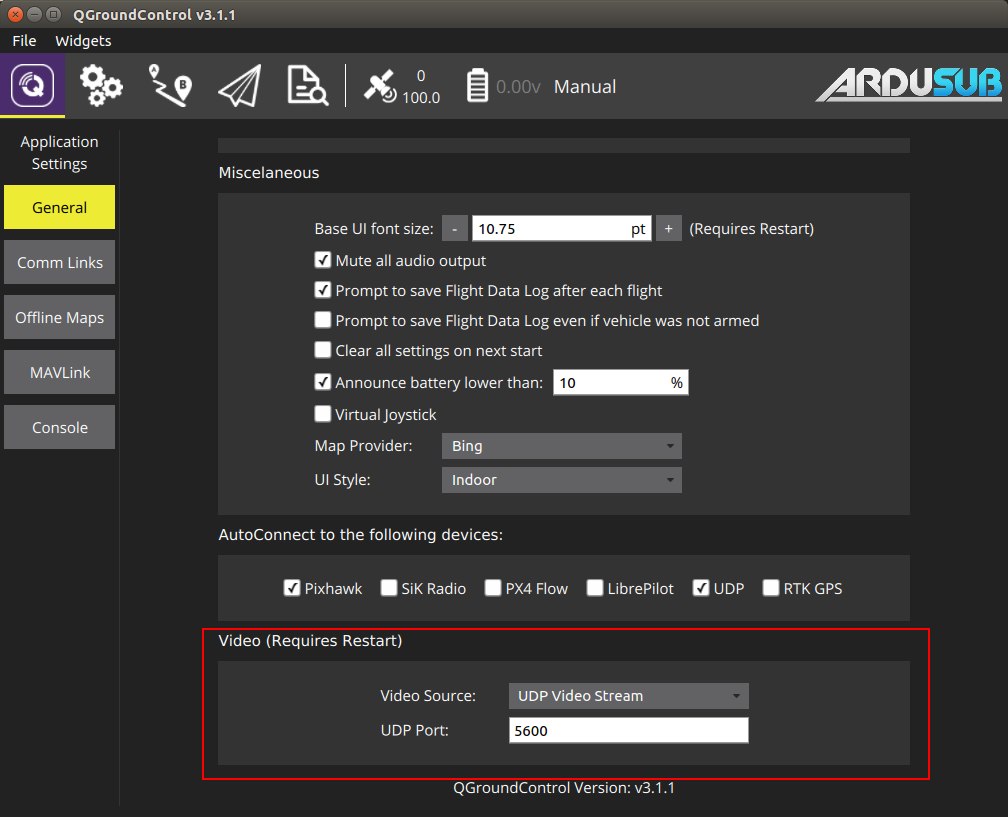 QGroundControl v3.1.1
File Widgets
0
100.0
0.00v
Manual
ARDUSUB
Application
Settings
General
Comm Links
Offline Maps
MAVLink
Console
Miscelaneous
Base UI font size: - 10.75 pt + (Requires Restart)
Mute all audio output
Prompt to save Flight Data Log after each flight
Prompt to save Flight Data Log even if vehicle was not armed
Clear all settings on next start
Announce battery lower than: 10 %
Virtual Joystick
Map Provider: Bing
UI Style: Indoor
AutoConnect to the following devices:
Pixhawk SiK Radio PX4 Flow LibrePilot UDP RTK GPS
Video (Requires Restart)
Video Source: UDP Video Stream
UDP Port: 5600
QGroundControl Version: v3.1.1